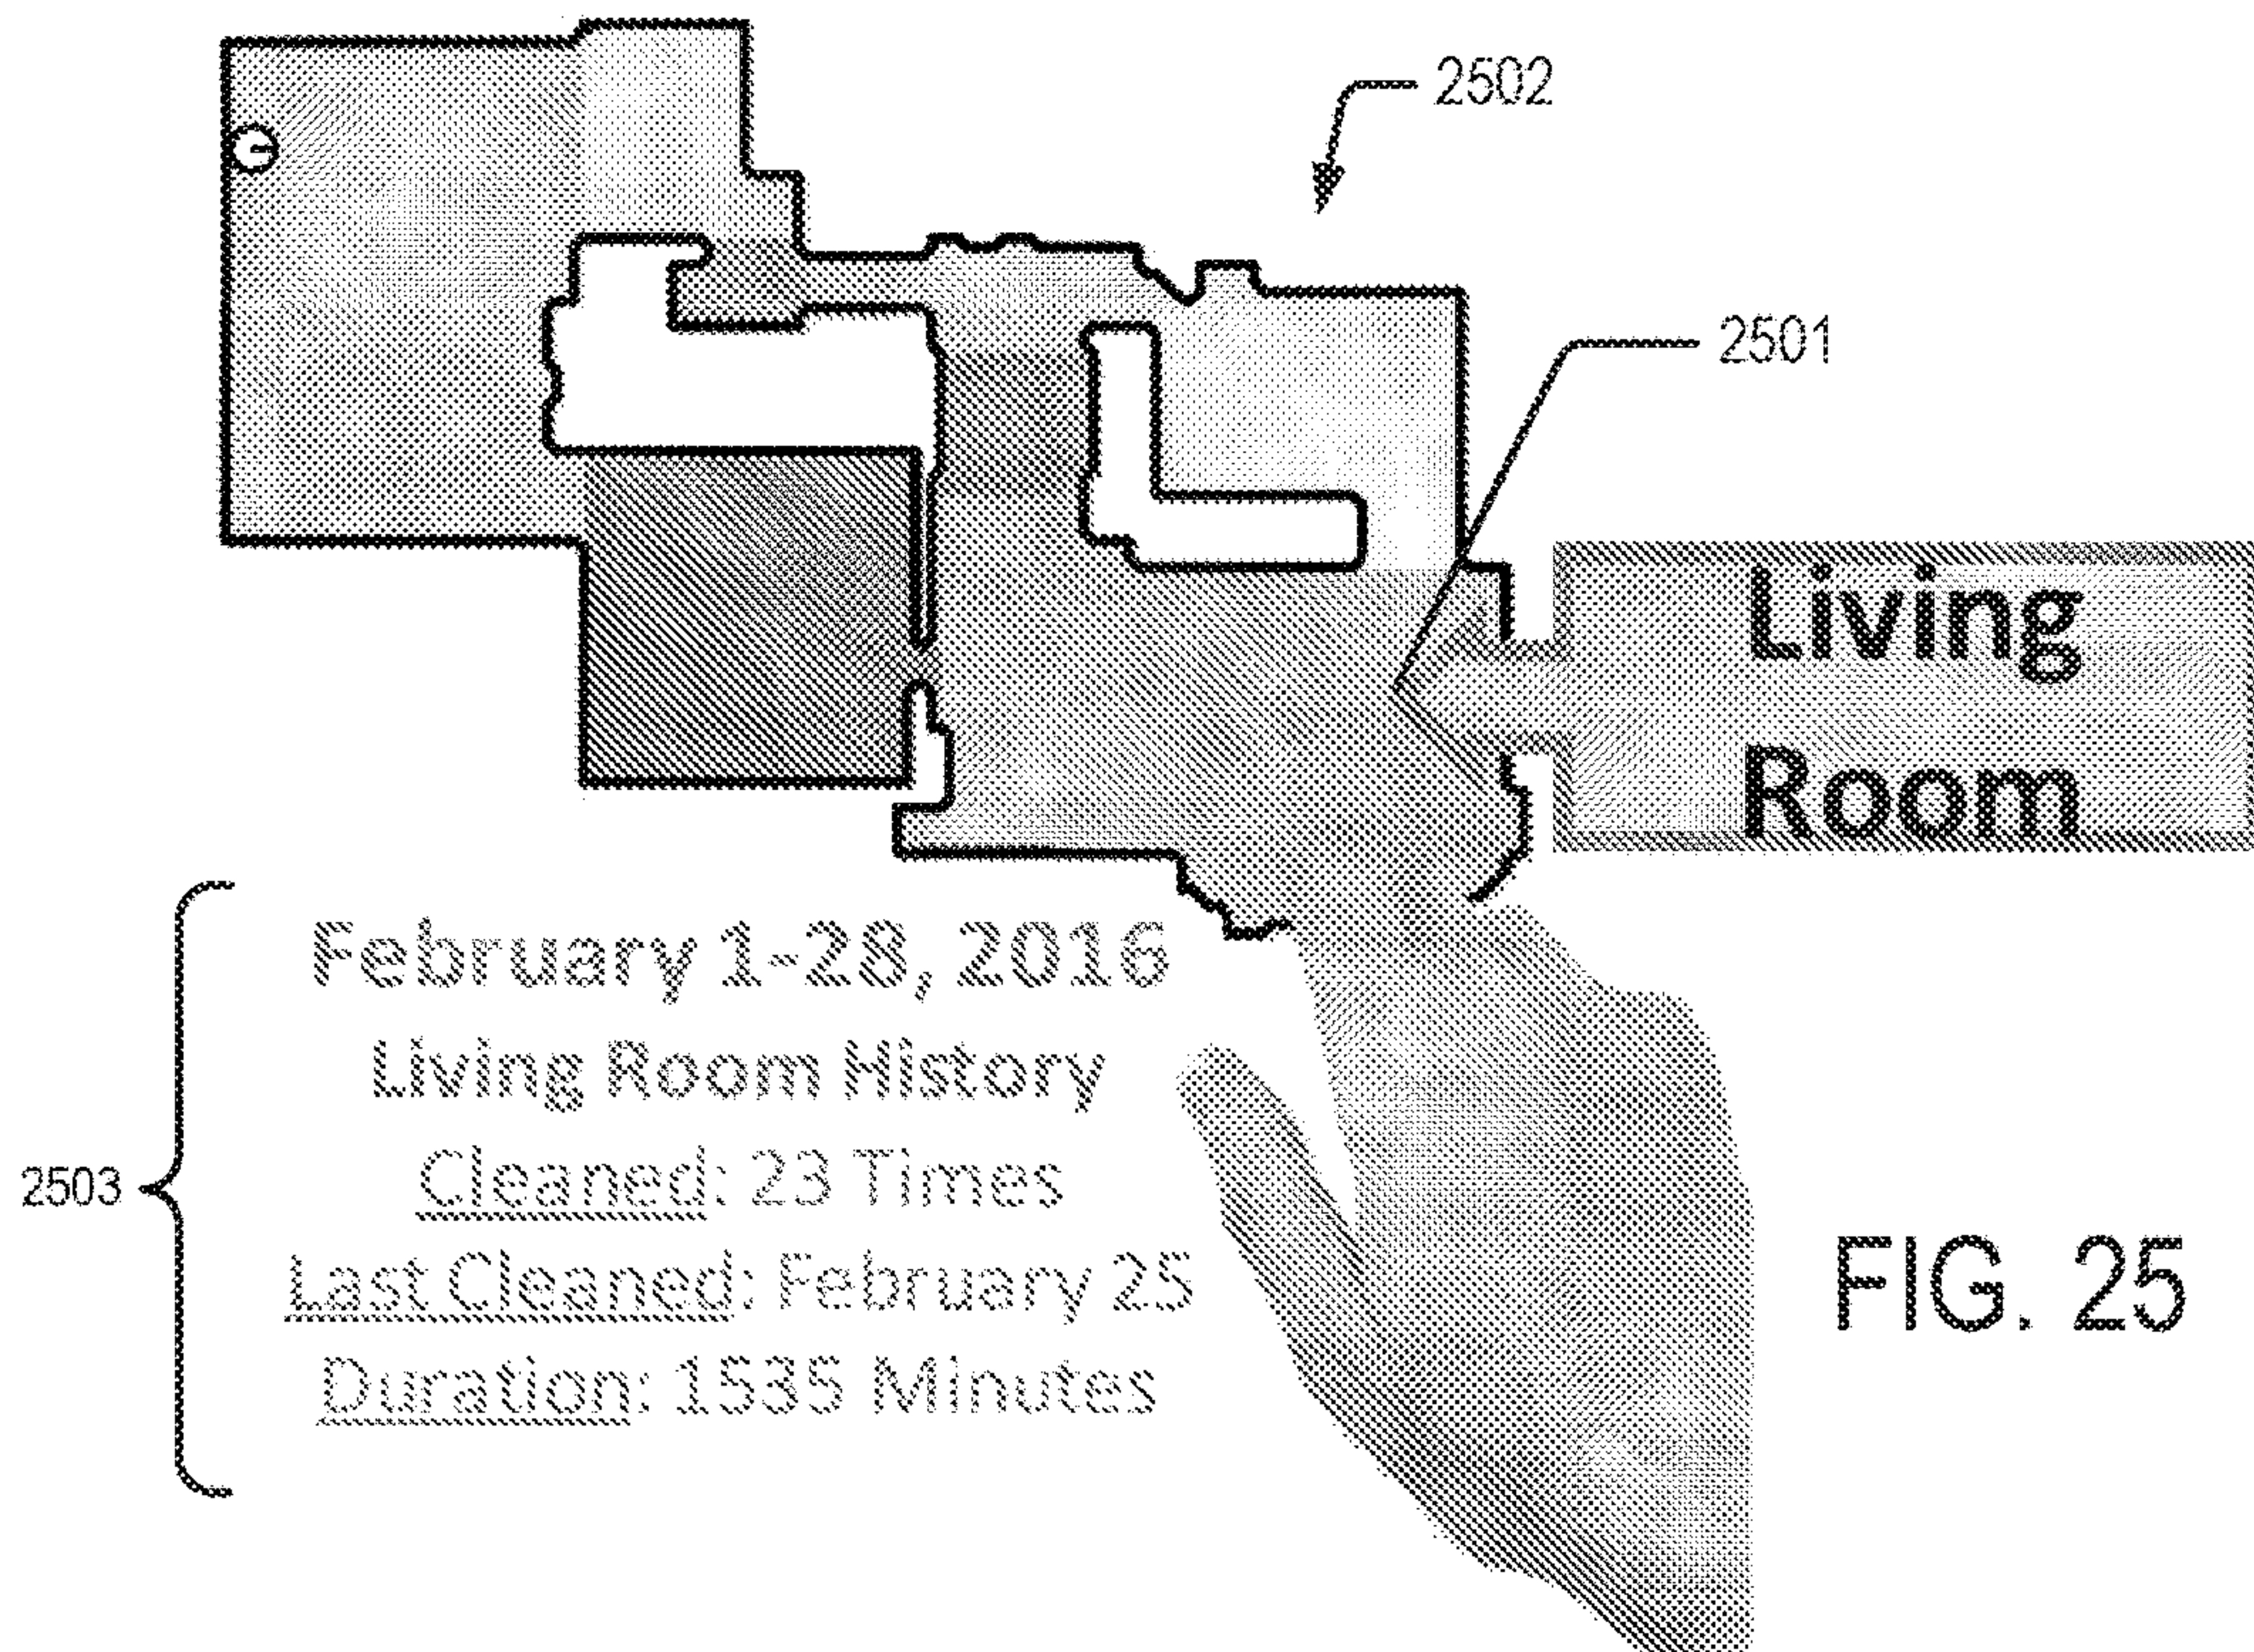 2502
2501
Living
Room
February 1-28, 2016
Living Room History
Cleaned: 23 Times
2503
Last Cleaned: February 25
Duration: 1535 Minutes
FIG. 25